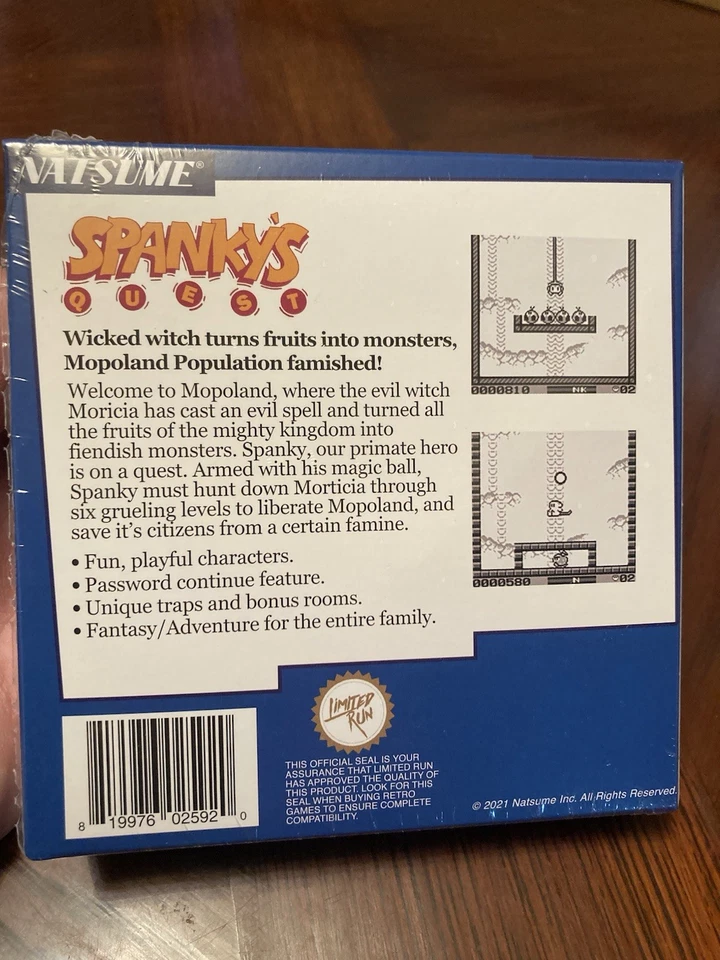 NATSUME®
SPANKY'S
QUEST
Wicked witch turns fruits into monsters,
Mopoland Population famished!
Welcome to Mopoland, where the evil witch
Moricia has cast an evil spell and turned all
the fruits of the mighty kingdom into
fiendish monsters. Spanky, our primate hero
is on a quest. Armed with his magic ball,
Spanky must hunt down Morticia through
six grueling levels to liberate Mopoland, and
save it's citizens from a certain famine.
• Fun, playful characters.
• Password continue feature.
• Unique traps and bonus rooms.
• Fantasy/Adventure for the entire family.
0000810 NK 02
0000580 N 02
LIMITED
RUN
THIS OFFICIAL SEAL IS YOUR
ASSURANCE THAT LIMITED RUN
HAS APPROVED THE QUALITY OF
THIS PRODUCT. LOOK FOR THIS
SEAL WHEN BUYING RETRO
GAMES TO ENSURE COMPLETE
COMPATIBILITY.
8 19976 02592 0
© 2021 Natsume Inc. All Rights Reserved.